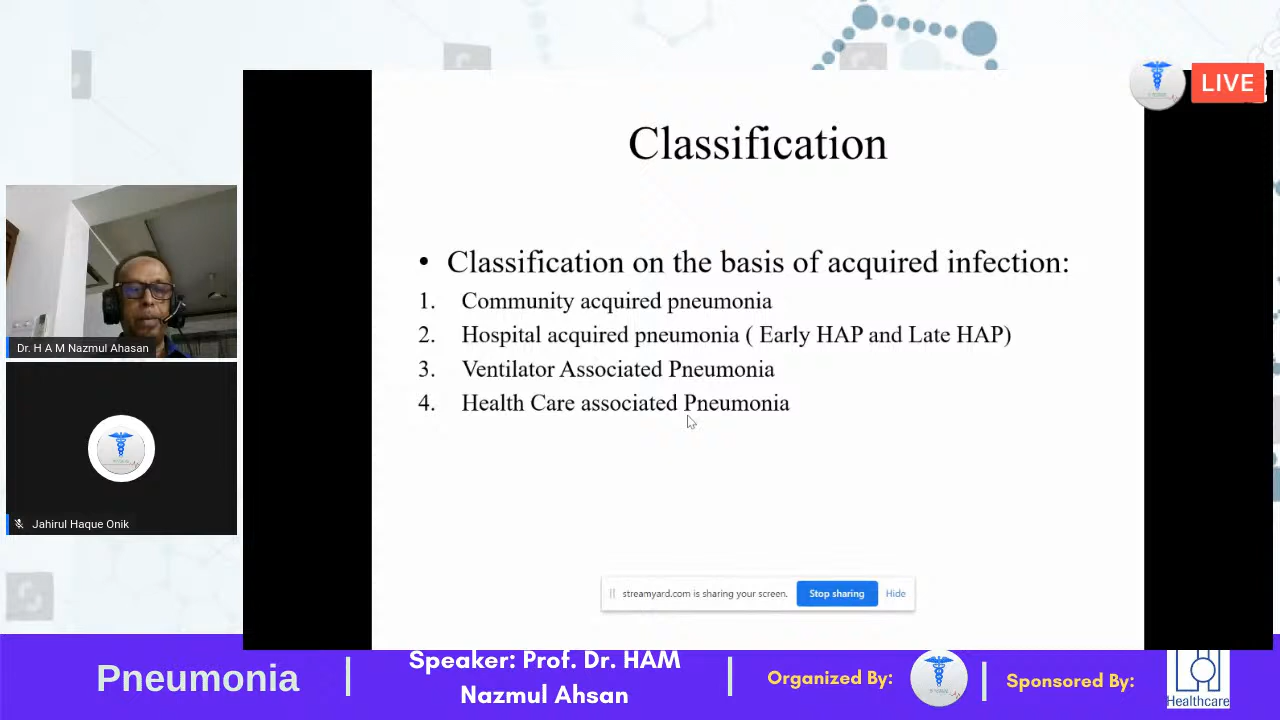 LIVE
Classification
• Classification on the basis of acquired infection:
1. Community acquired pneumonia
2. Hospital acquired pneumonia ( Early HAP and Late HAP)
3. Ventilator Associated Pneumonia
4. Health Care associated Pneumonia
Dr. H A M Nazmul Ahasan
Jahirul Haque Onik
streamyard.com is sharing your screen. Stop sharing Hide
Pneumonia
Speaker: Prof. Dr. HAM
Nazmul Ahsan
Organized By:
Sponsored By:
Healthcare